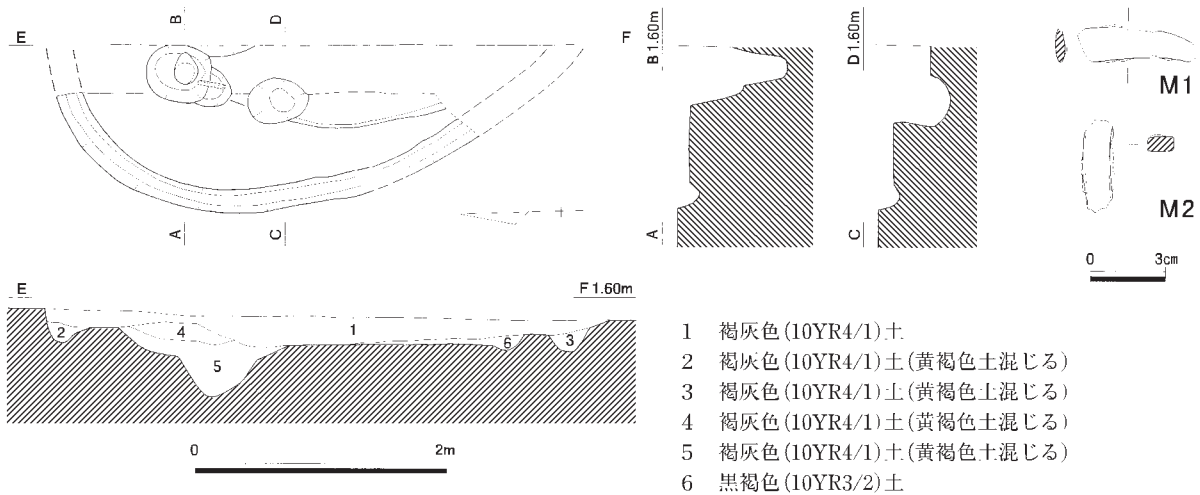 B
D
E
F
A
C
B 1.60m
A
D 1.60m
C
M1
M2
0 3cm
E
F 1.60m
2
4
1
6
3
5
0 2m
1 褐灰色(10YR4/1)土
2 褐灰色(10YR4/1)土(黄褐色土混じる)
3 褐灰色(10YR4/1)土(黄褐色土混じる)
4 褐灰色(10YR4/1)土(黄褐色土混じる)
5 褐灰色(10YR4/1)土(黄褐色土混じる)
6 黒褐色(10YR3/2)土